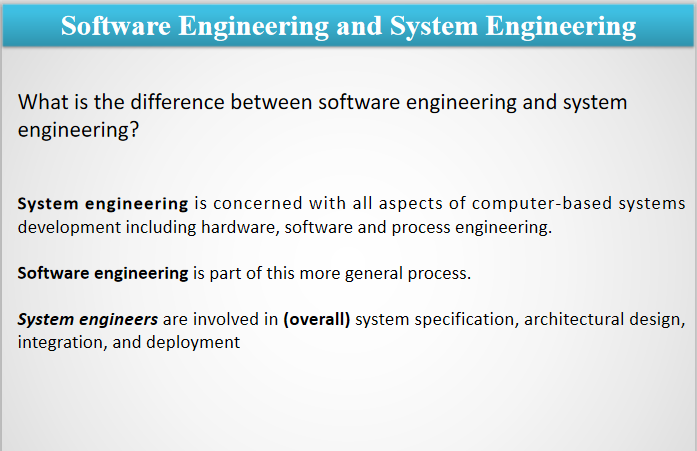 Software Engineering and System Engineering
What is the difference between software engineering and system
engineering?
System engineering is concerned with all aspects of computer-based systems
development including hardware, software and process engineering.
Software engineering is part of this more general process.
System engineers are involved in (overall) system specification, architectural design,
integration, and deployment